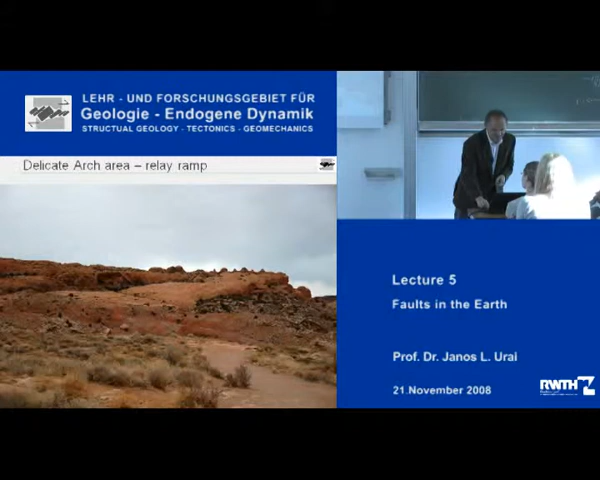 LEHR - UND FORSCHUNGSGEBIET FÜR
Geologie - Endogene Dynamik
STRUCTUAL GEOLOGY - TECTONICS - GEOMECHANICS
Delicate Arch area – relay ramp
Lecture 5
Faults in the Earth
Prof. Dr. Janos L. Urai
21.November 2008
RWTH